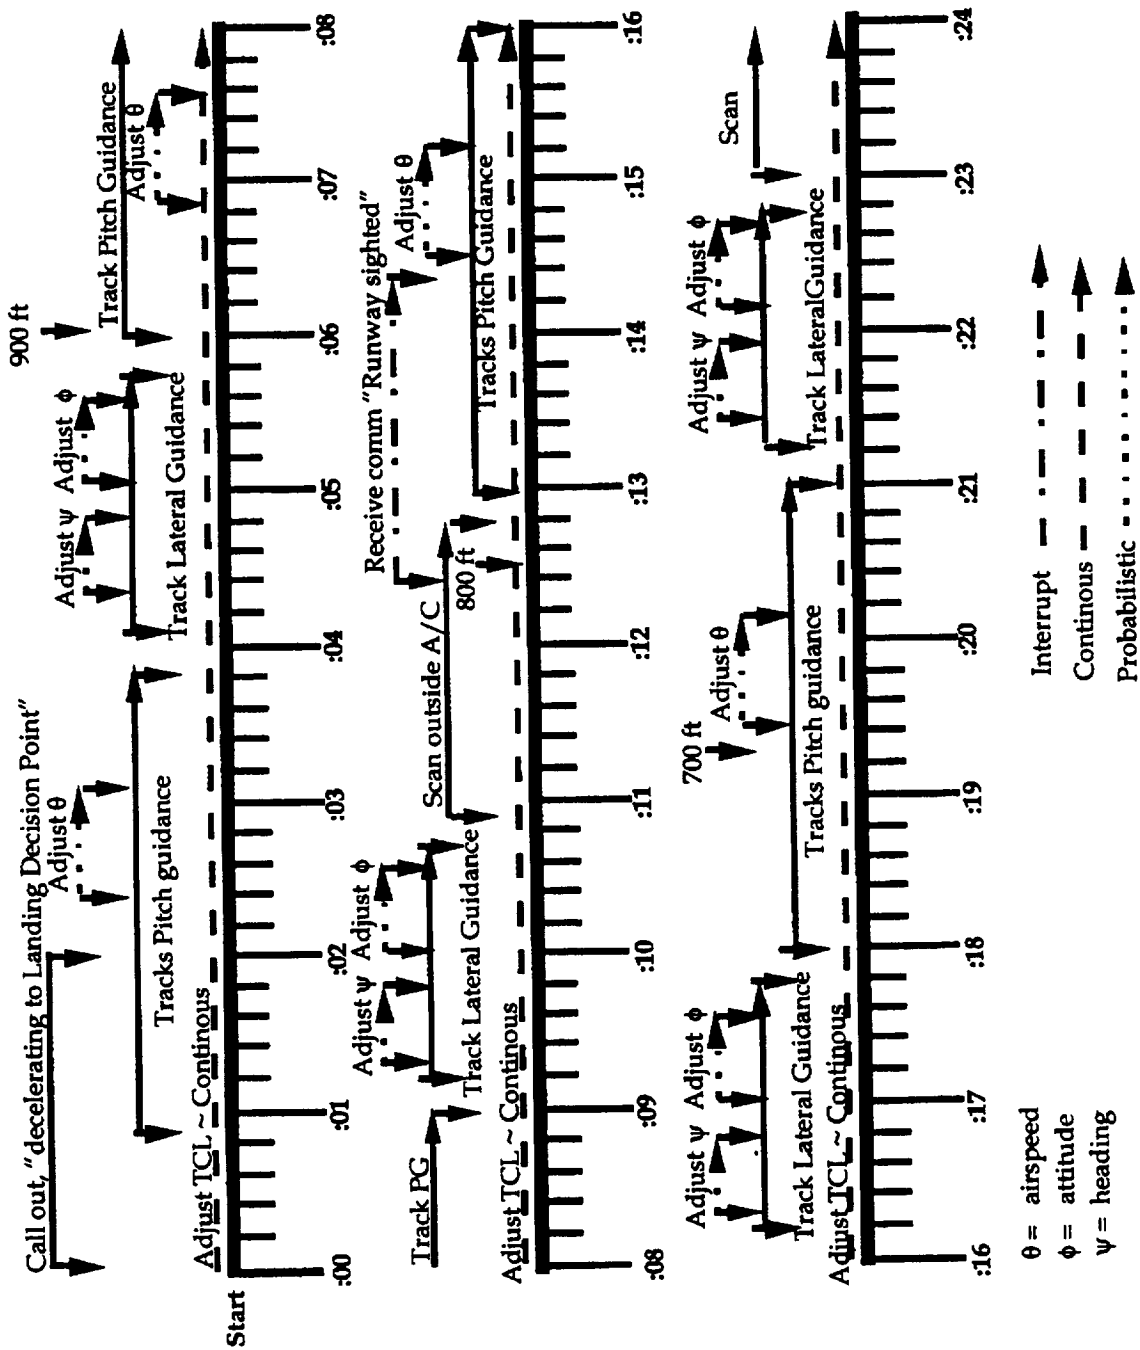 Call out, "decelerating to Landing Decision Point"
Adjust θ
Tracks Pitch guidance
Adjust ψ Adjust ϕ
Track Lateral Guidance
900 ft
Track Pitch Guidance
Adjust θ
Adjust TCL ~ Continous
Start
:00 :01 :02 :03 :04 :05 :06 :07 :08
Track PG
Adjust ψ Adjust ϕ
Track Lateral Guidance
Scan outside A/C
800 ft
Receive comm "Runway sighted"
Adjust θ
Tracks Pitch Guidance
Adjust TCL ~ Continous
:08 :09 :10 :11 :12 :13 :14 :15 :16
Adjust ψ Adjust ϕ
Track Lateral Guidance
700 ft
Adjust θ
Tracks Pitch guidance
Adjust ψ Adjust ϕ
Track LateralGuidance
Scan
Adjust TCL ~ Continous
:16 :17 :18 :19 :20 :21 :22 :23 :24
θ = airspeed
ϕ = attitude
ψ = heading
Interrupt
Continous
Probabilistic